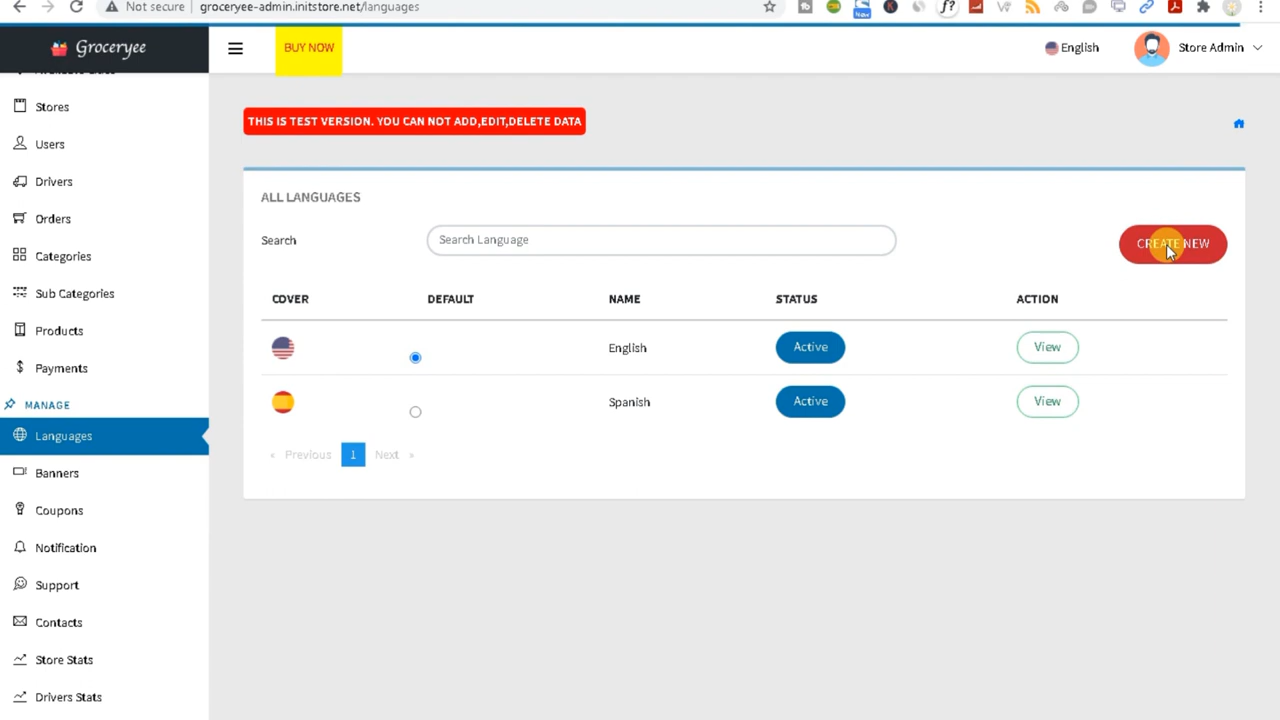 Not secure groceryee-admin.initstore.net/languages
New
f?
Groceryee
BUY NOW
English
Store Admin
Stores
Users
Drivers
Orders
Categories
Sub Categories
Products
Payments
MANAGE
Languages
Banners
Coupons
Notification
Support
Contacts
Store Stats
Drivers Stats
THIS IS TEST VERSION. YOU CAN NOT ADD,EDIT,DELETE DATA
ALL LANGUAGES
Search
Search Language
CREATE NEW
COVER DEFAULT NAME STATUS ACTION
English Active View
Spanish Active View
« Previous 1 Next »